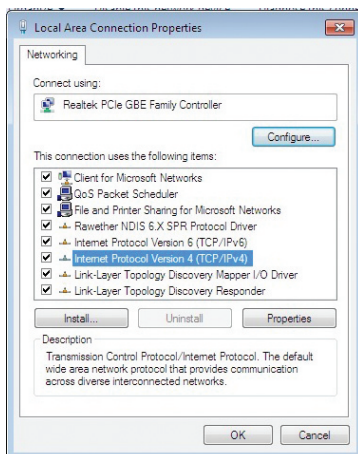 Local Area Connection Properties
Networking
Connect using:
Realtek PCIe GBE Family Controller
Configure...
This connection uses the following items:
Client for Microsoft Networks
QoS Packet Scheduler
File and Printer Sharing for Microsoft Networks
Rawether NDIS 6.X SPR Protocol Driver
Internet Protocol Version 6 (TCP/IPv6)
Internet Protocol Version 4 (TCP/IPv4)
Link-Layer Topology Discovery Mapper I/O Driver
Link-Layer Topology Discovery Responder
Install... Uninstall Properties
Description
Transmission Control Protocol/Internet Protocol. The default
wide area network protocol that provides communication
across diverse interconnected networks.
OK Cancel